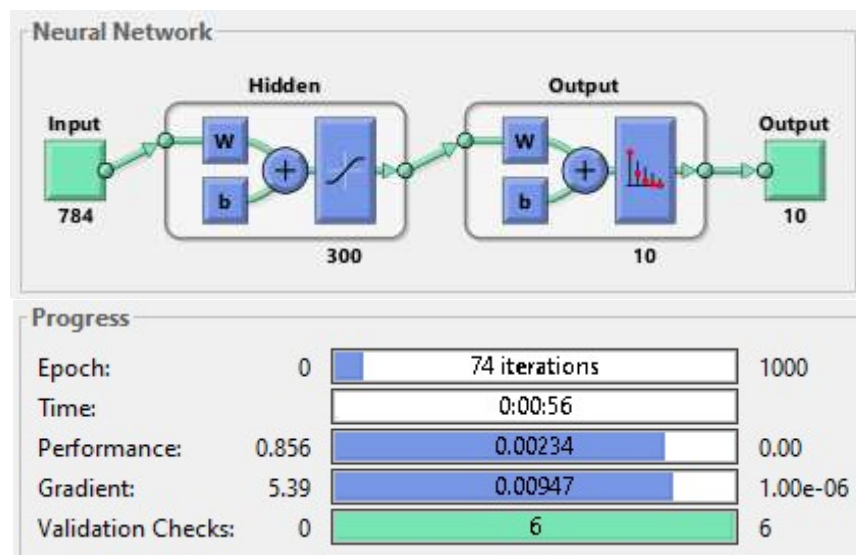 Neural Network
Hidden Output
Input W b + W b + Output
784 300 10 10
Progress
Epoch: 0 74 iterations 1000
Time: 0:00:56
Performance: 0.856 0.00234 0.00
Gradient: 5.39 0.00947 1.00e-06
Validation Checks: 0 6 6